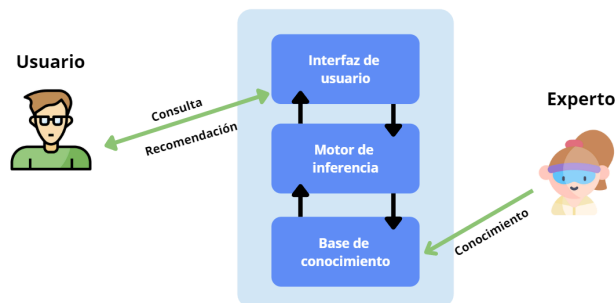 Usuario
Interfaz de
usuario
Consulta
Recomendación
Motor de
inferencia
Experto
Base de
conocimiento
Conocimiento